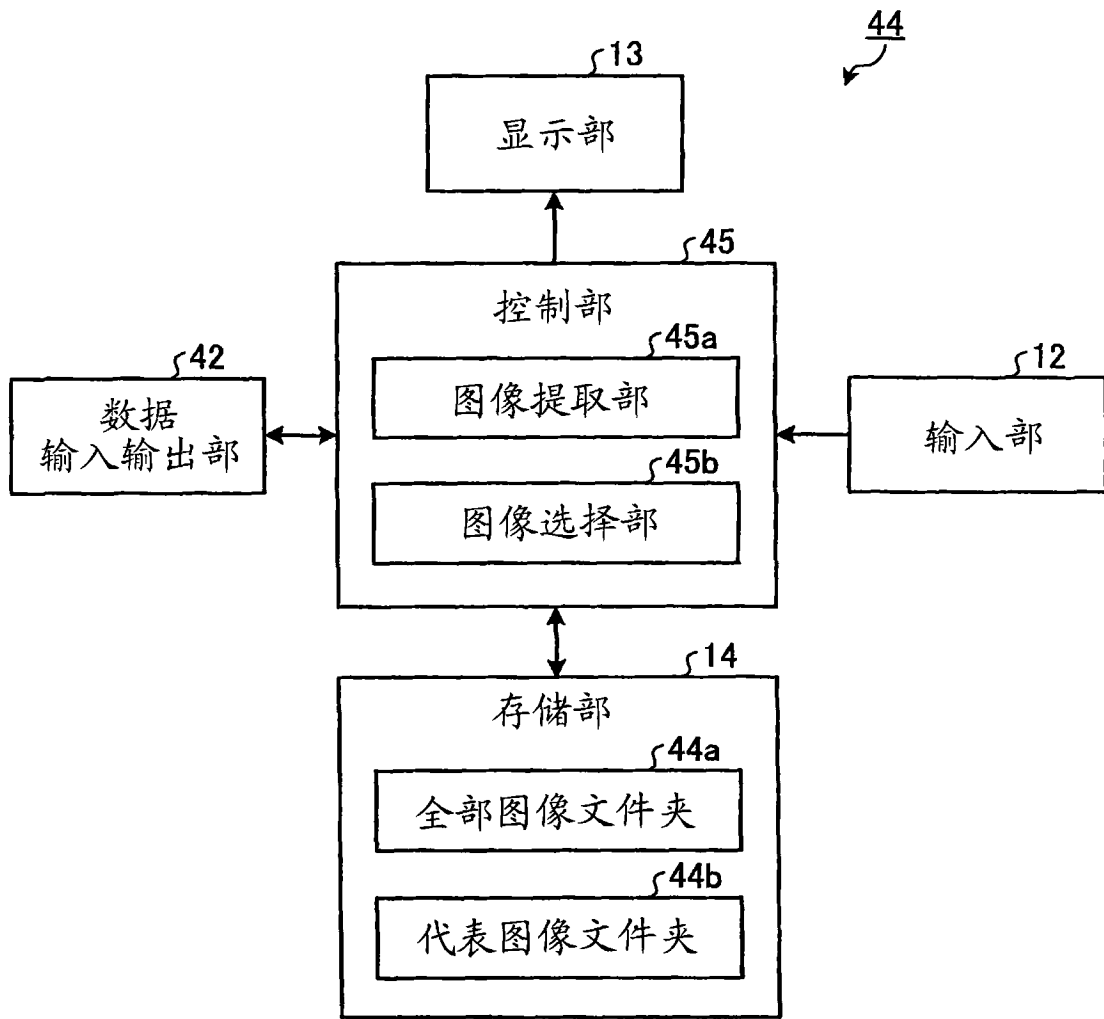 44
13
显示部
45
控制部
45a
图像提取部
45b
图像选择部
42
数据
输入输出部
12
输入部
14
存储部
44a
全部图像文件夹
44b
代表图像文件夹